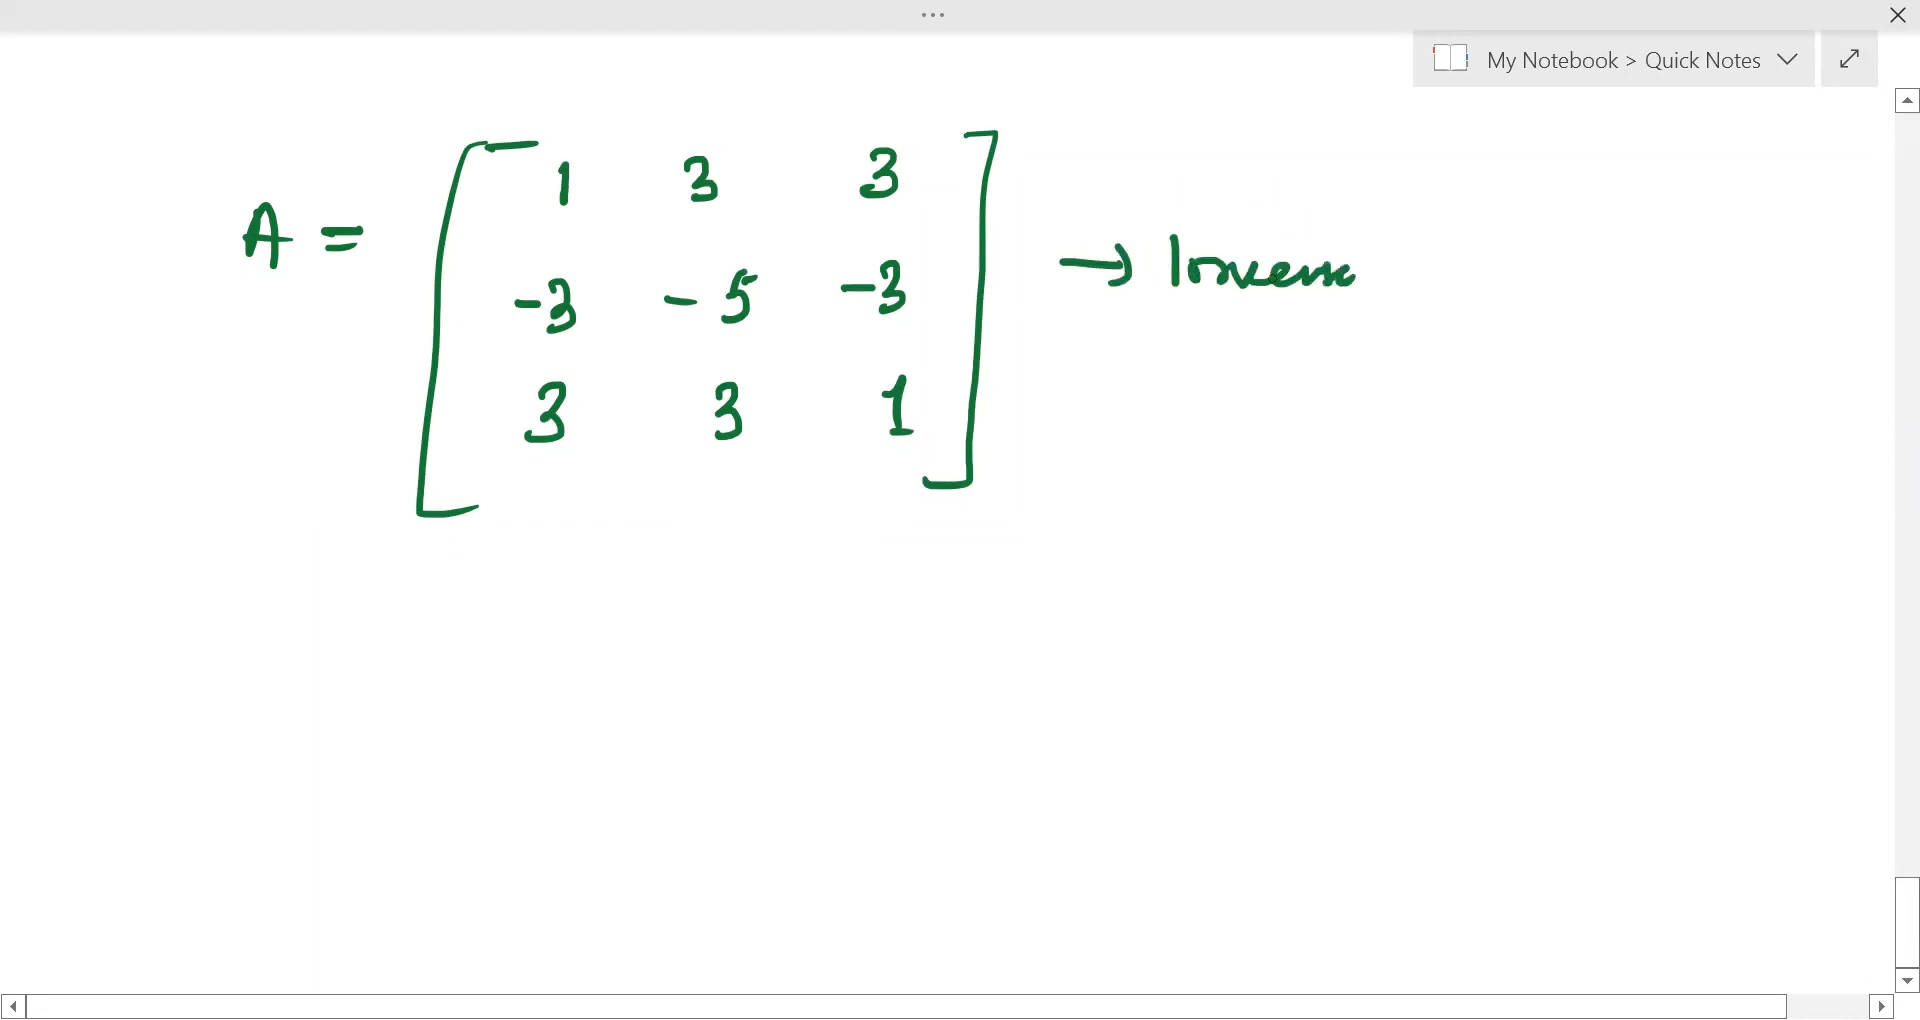 My Notebook > Quick Notes
A = [ 1 3 3
-3 -5 -3 → Inverse
3 3 1 ]